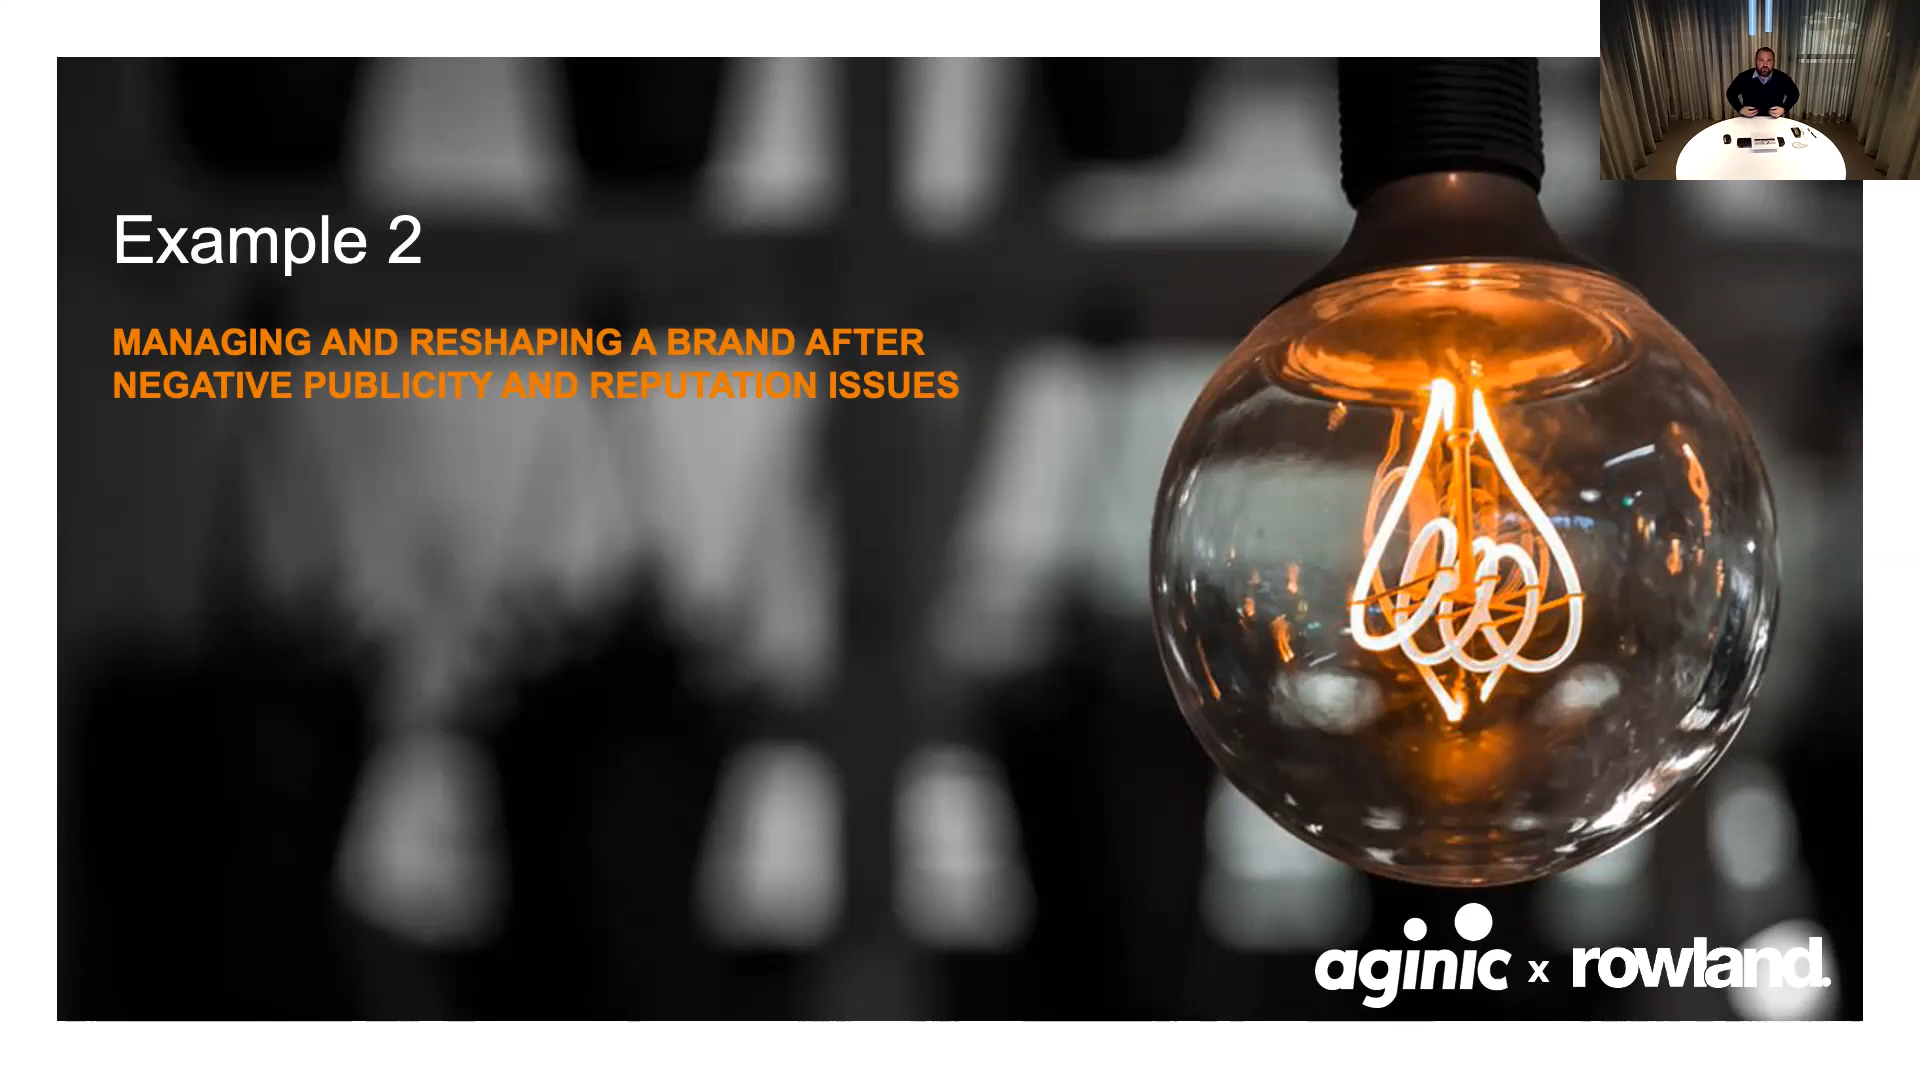 Example 2
MANAGING AND RESHAPING A BRAND AFTER
NEGATIVE PUBLICITY AND REPUTATION ISSUES
aginic x rowland.